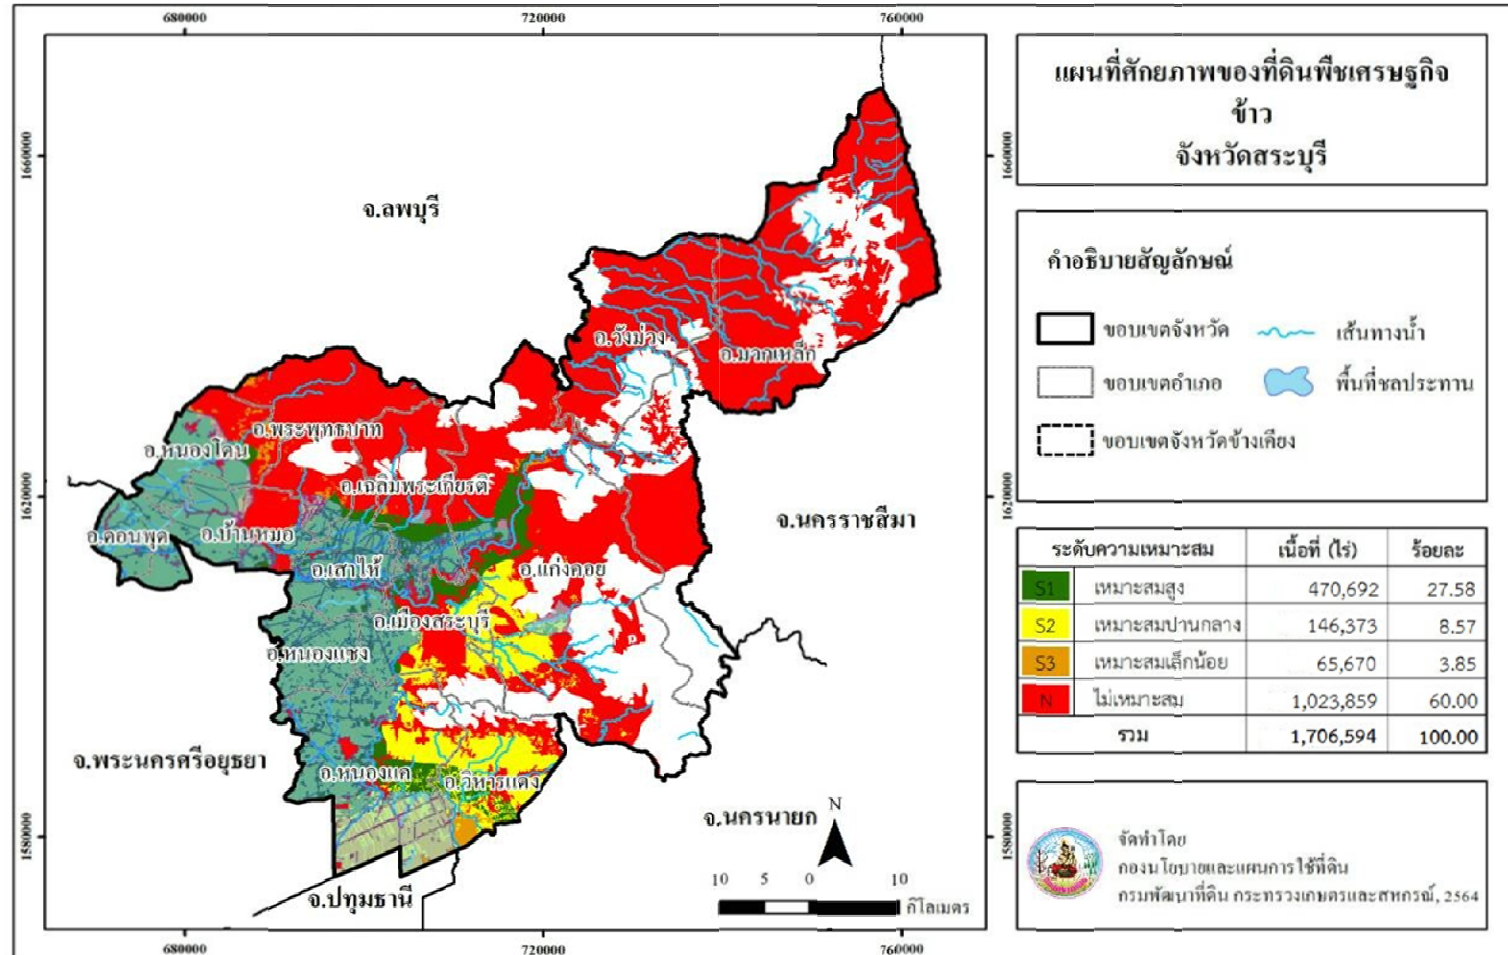 680000 720000 760000
แผนที่ศักยภาพของที่ดินพืชเศรษฐกิจ
ข้าว
จังหวัดสระบุรี
1660000 1660000
จ.ลพบุรี
คำอธิบายสัญลักษณ์
ขอบเขตจังหวัด เส้นทางน้ำ
ขอบเขตอำเภอ พื้นที่ชลประทาน
ขอบเขตจังหวัดข้างเคียง
อ.วังม่วง
อ.มวกเหล็ก
อ.พระพุทธบาท
อ.หนองโดน
อ.เฉลิมพระเกียรติ
1620000 1620000
จ.นครราชสีมา
อ.ดอนพุด
อ.บ้านหมอ
อ.เสาไห้
อ.แก่งคอย
อ.เมืองสระบุรี
อ.หนองแซง
จ.พระนครศรีอยุธยา
อ.หนองแค
อ.วิหารแดง
จ.นครนายก
N
1580000 1580000
จ.ปทุมธานี
10 5 0 10
กิโลเมตร
680000 720000 760000
ระดับความเหมาะสม เนื้อที่ (ไร่) ร้อยละ
S1 เหมาะสมสูง 470,692 27.58
S2 เหมาะสมปานกลาง 146,373 8.57
S3 เหมาะสมเล็กน้อย 65,670 3.85
N ไม่เหมาะสม 1,023,859 60.00
รวม 1,706,594 100.00
จัดทำโดย
กองนโยบายและแผนการใช้ที่ดิน
กรมพัฒนาที่ดิน กระทรวงเกษตรและสหกรณ์, 2564